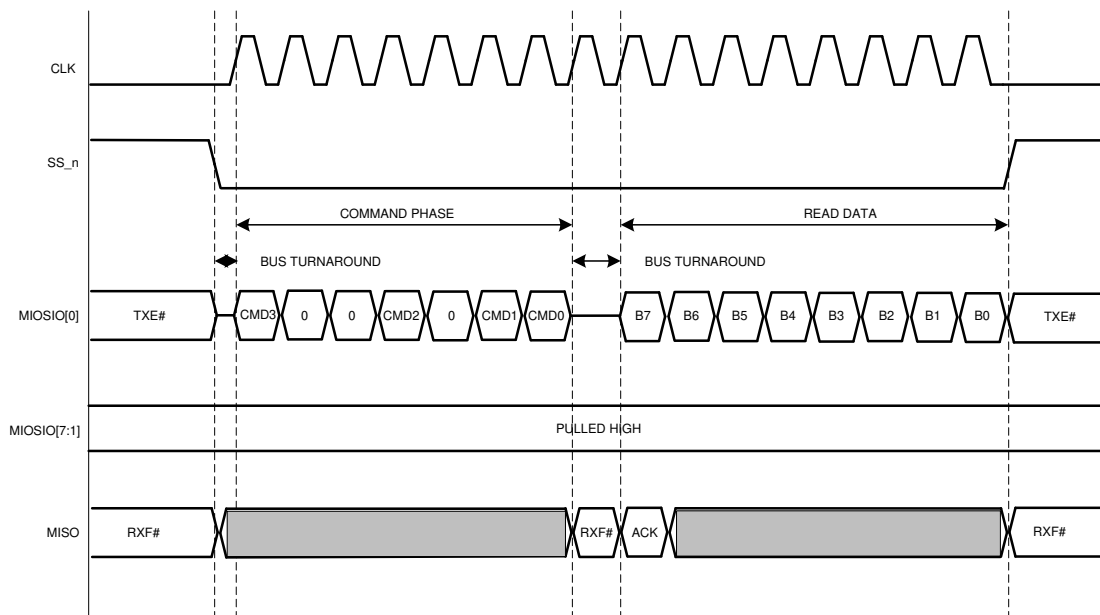 CLK
SS_n
COMMAND PHASE READ DATA
BUS TURNAROUND BUS TURNAROUND
MIOSIO[0] TXE# CMD3 0 0 CMD2 0 CMD1 CMD0 B7 B6 B5 B4 B3 B2 B1 B0 TXE#
MIOSIO[7:1] PULLED HIGH
MISO RXF# RXF# ACK RXF#